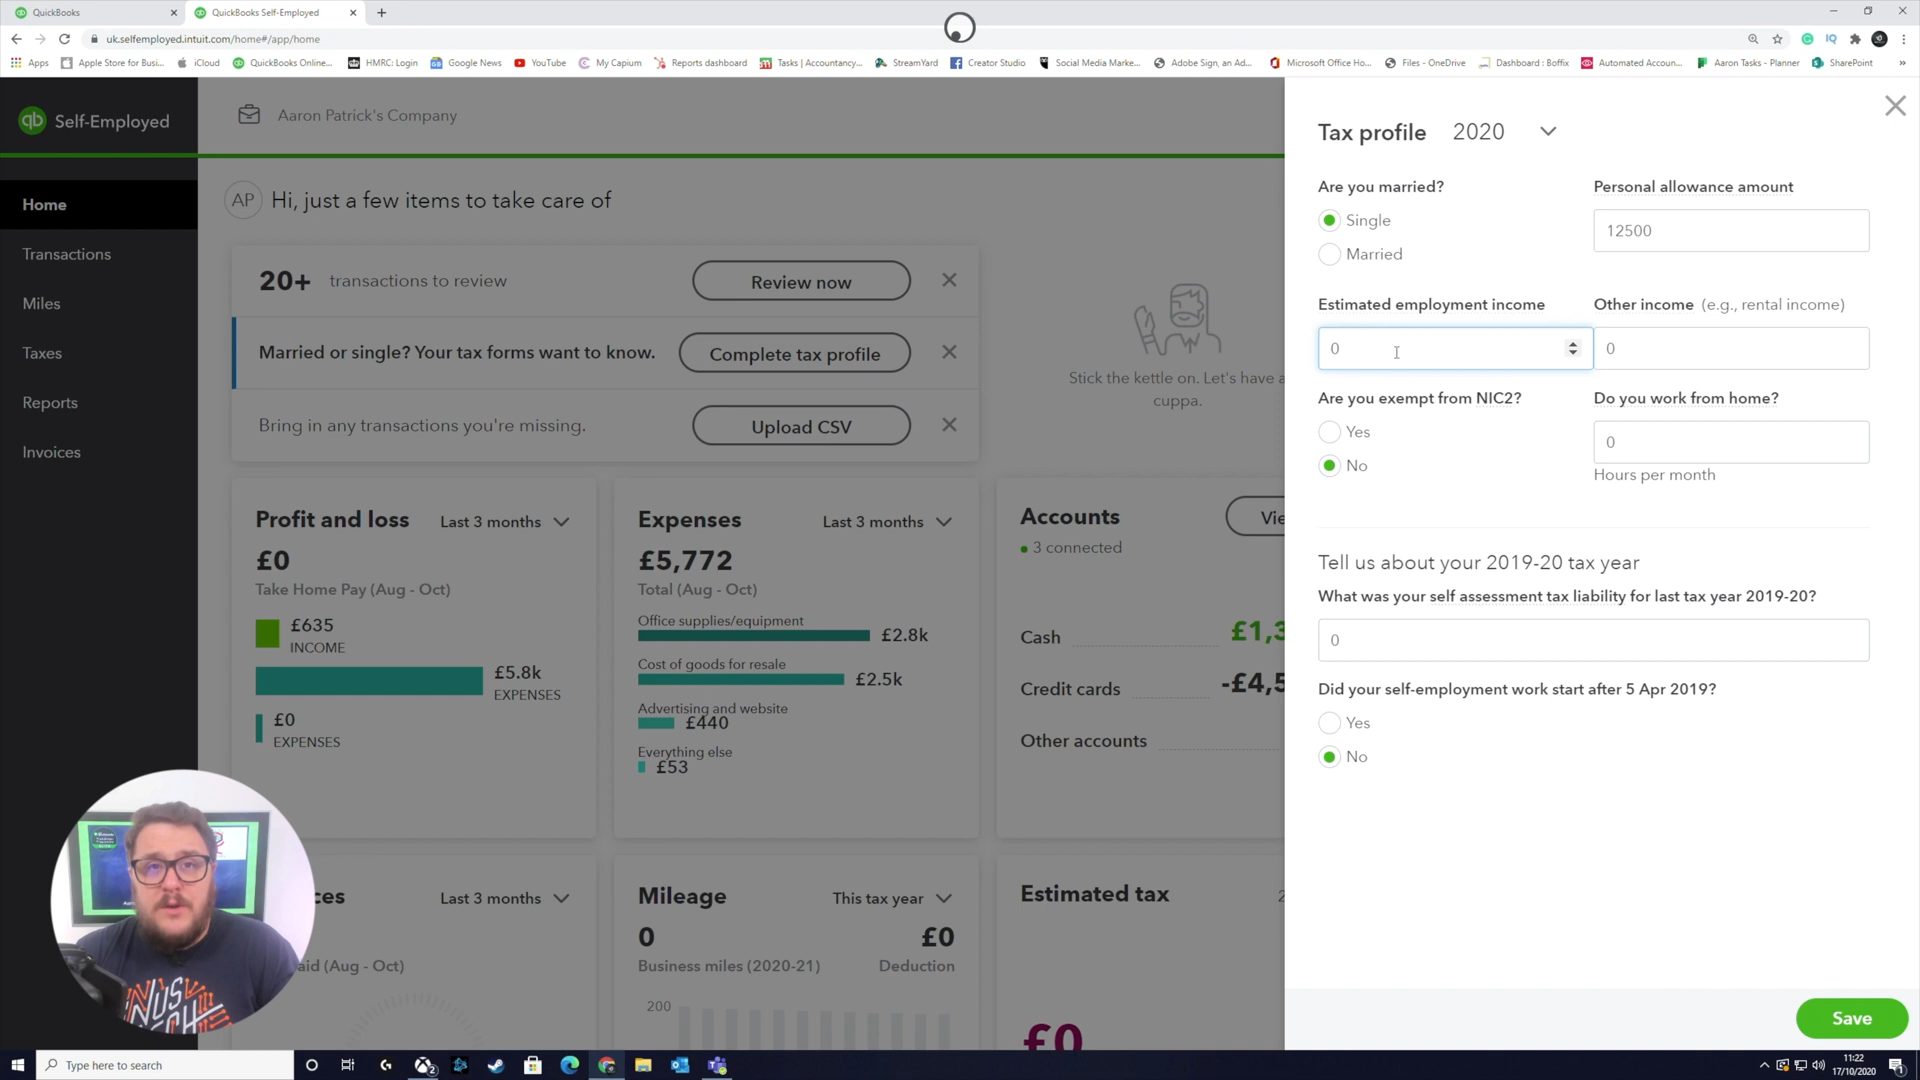 QuickBooks
QuickBooks Self-Employed
uk.selfemployed.intuit.com/home#/app/home
Apps
Apple Store for Busi...
iCloud
QuickBooks Online...
HMRC: Login
Google News
YouTube
My Capium
Reports dashboard
Tasks | Accountancy...
StreamYard
Creator Studio
Social Media Marke...
Adobe Sign, an Ad...
Microsoft Office Ho...
Files - OneDrive
Dashboard : Boffix
Automated Accoun...
Aaron Tasks - Planner
SharePoint
qb Self-Employed
Home
Transactions
Miles
Taxes
Reports
Invoices
Aaron Patrick's Company
AP Hi, just a few items to take care of
20+ transactions to review Review now
Married or single? Your tax forms want to know. Complete tax profile
Bring in any transactions you're missing. Upload CSV
Stick the kettle on. Let's have a
cuppa.
Profit and loss Last 3 months
£0
Take Home Pay (Aug - Oct)
£635
INCOME
£5.8k
EXPENSES
£0
EXPENSES
Expenses Last 3 months
£5,772
Total (Aug - Oct)
Office supplies/equipment
£2.8k
Cost of goods for resale
£2.5k
Advertising and website
£440
Everything else
£53
Accounts Vie
3 connected
Cash £1,3
Credit cards -£4,5
Other accounts
ces Last 3 months
aid (Aug - Oct)
Mileage This tax year
0 £0
Business miles (2020-21) Deduction
200
Estimated tax 2
£0
Tax profile 2020
Are you married?
Single
Married
Personal allowance amount
12500
Estimated employment income
0
Other income (e.g., rental income)
0
Are you exempt from NIC2?
Yes
No
Do you work from home?
0
Hours per month
Tell us about your 2019-20 tax year
What was your self assessment tax liability for last tax year 2019-20?
0
Did your self-employment work start after 5 Apr 2019?
Yes
No
Save
Type here to search
11:22
17/10/2020